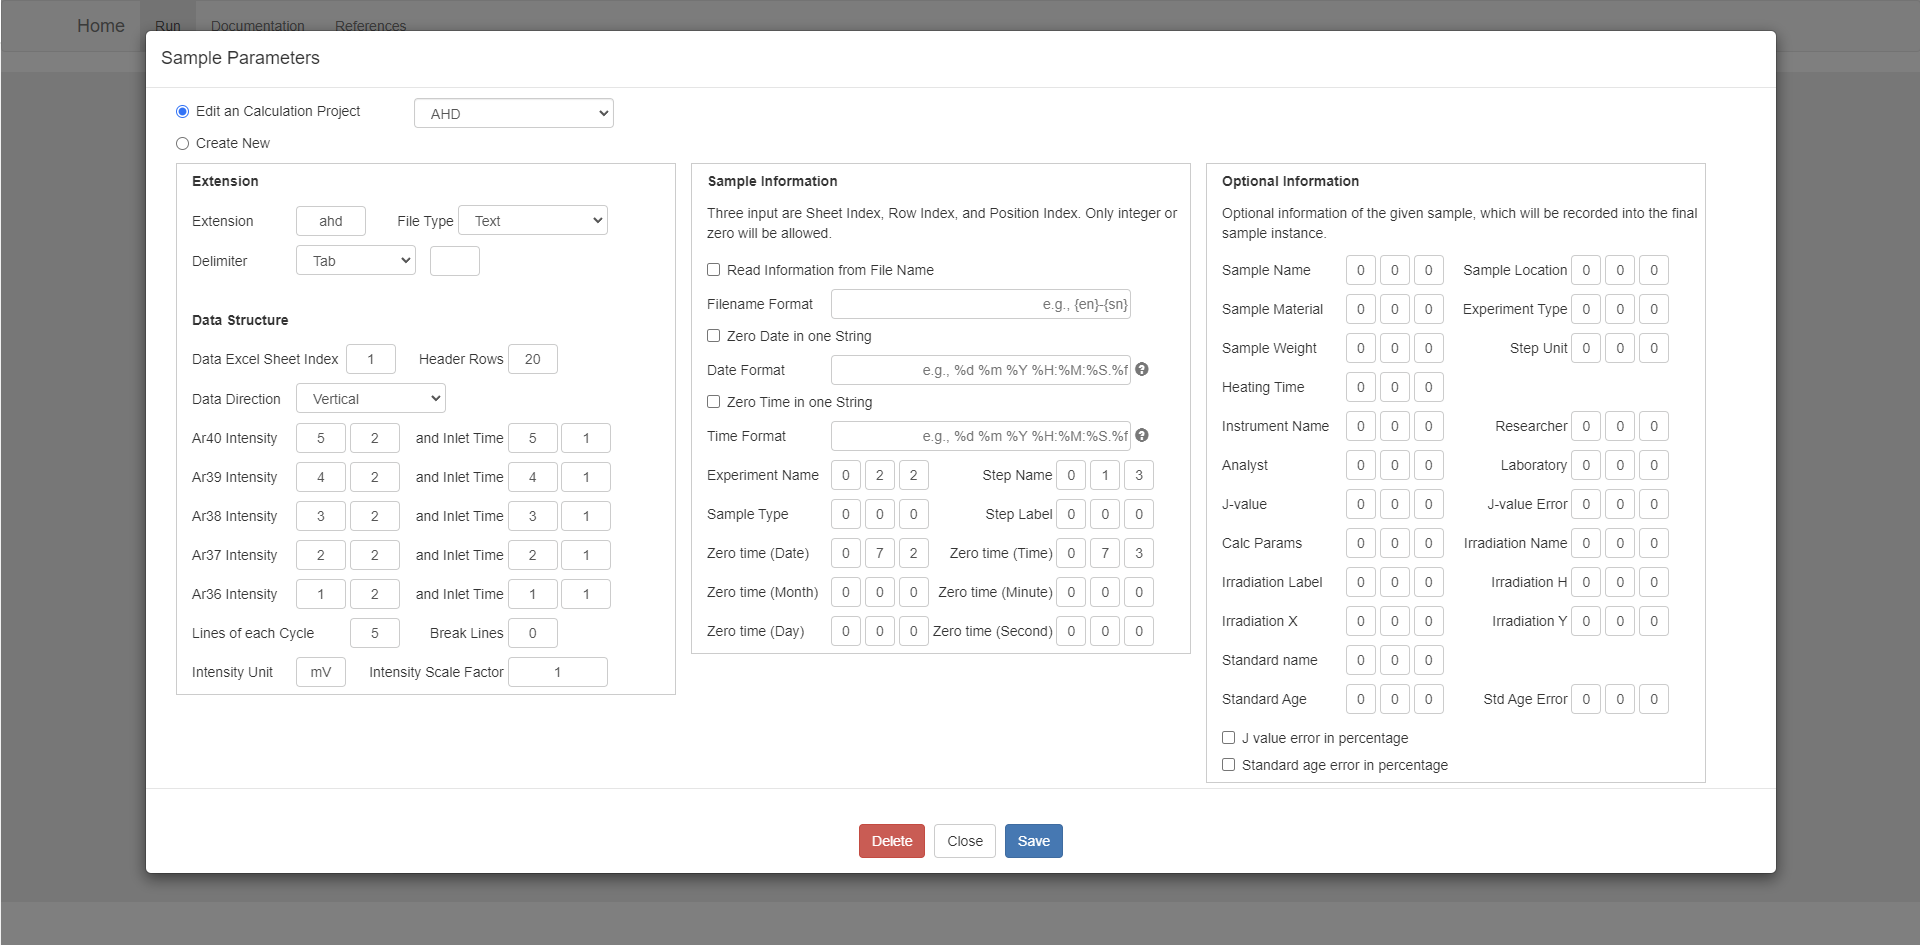 Home Run Documentation References
Sample Parameters
Edit an Calculation Project AHD
Create New
Extension
Extension ahd File Type Text
Delimiter Tab
Data Structure
Data Excel Sheet Index 1 Header Rows 20
Data Direction Vertical
Ar40 Intensity 5 2 and Inlet Time 5 1
Ar39 Intensity 4 2 and Inlet Time 4 1
Ar38 Intensity 3 2 and Inlet Time 3 1
Ar37 Intensity 2 2 and Inlet Time 2 1
Ar36 Intensity 1 2 and Inlet Time 1 1
Lines of each Cycle 5 Break Lines 0
Intensity Unit mV Intensity Scale Factor 1
Sample Information
Three input are Sheet Index, Row Index, and Position Index. Only integer or
zero will be allowed.
Read Information from File Name
Filename Format e.g., {en}-{sn}
Zero Date in one String
Date Format e.g., %d %m %Y %H:%M:%S.%f ?
Zero Time in one String
Time Format e.g., %d %m %Y %H:%M:%S.%f ?
Experiment Name 0 2 2 Step Name 0 1 3
Sample Type 0 0 0 Step Label 0 0 0
Zero time (Date) 0 7 2 Zero time (Time) 0 7 3
Zero time (Month) 0 0 0 Zero time (Minute) 0 0 0
Zero time (Day) 0 0 0 Zero time (Second) 0 0 0
Optional Information
Optional information of the given sample, which will be recorded into the final
sample instance.
Sample Name 0 0 0 Sample Location 0 0 0
Sample Material 0 0 0 Experiment Type 0 0 0
Sample Weight 0 0 0 Step Unit 0 0 0
Heating Time 0 0 0
Instrument Name 0 0 0 Researcher 0 0 0
Analyst 0 0 0 Laboratory 0 0 0
J-value 0 0 0 J-value Error 0 0 0
Calc Params 0 0 0 Irradiation Name 0 0 0
Irradiation Label 0 0 0 Irradiation H 0 0 0
Irradiation X 0 0 0 Irradiation Y 0 0 0
Standard name 0 0 0
Standard Age 0 0 0 Std Age Error 0 0 0
J value error in percentage
Standard age error in percentage
Delete Close Save